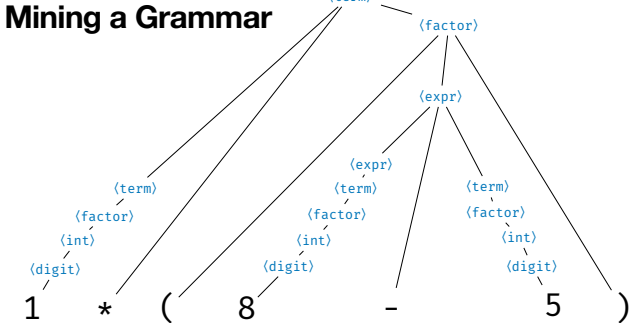 Mining a Grammar
⟨factor⟩
⟨expr⟩
⟨expr⟩
⟨term⟩ ⟨term⟩ ⟨term⟩
⟨factor⟩ ⟨factor⟩ ⟨factor⟩
⟨int⟩ ⟨int⟩ ⟨int⟩
⟨digit⟩ ⟨digit⟩ ⟨digit⟩
1 * ( 8 - 5 )